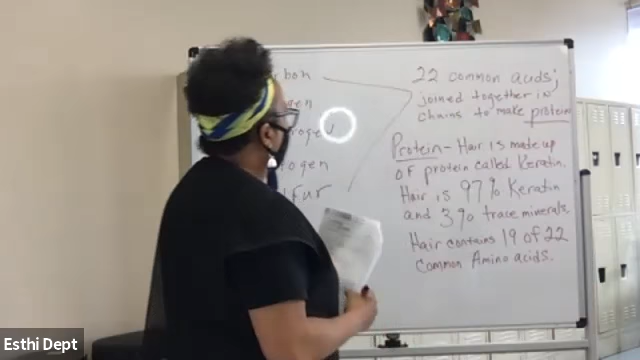 22 common acids;
joined together in
chains to make protein
Protein - Hair is made up
of protein called Keratin.
Hair is 97% Keratin
and 3% trace minerals.
Hair contains 19 of 22
Common Amino acids.
Esthi Dept